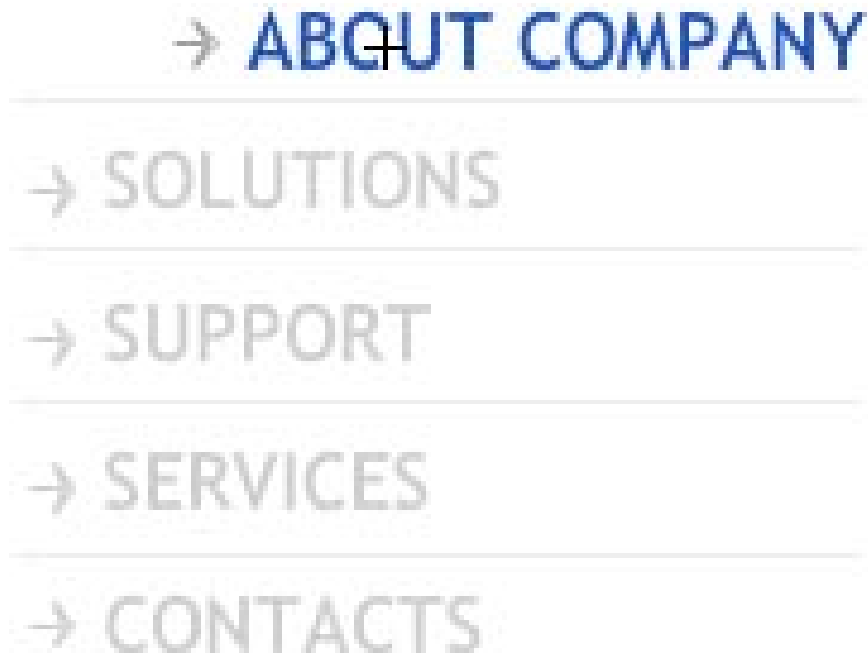 → ABOUT COMPANY
→ SOLUTIONS
→ SUPPORT
→ SERVICES
→ CONTACTS